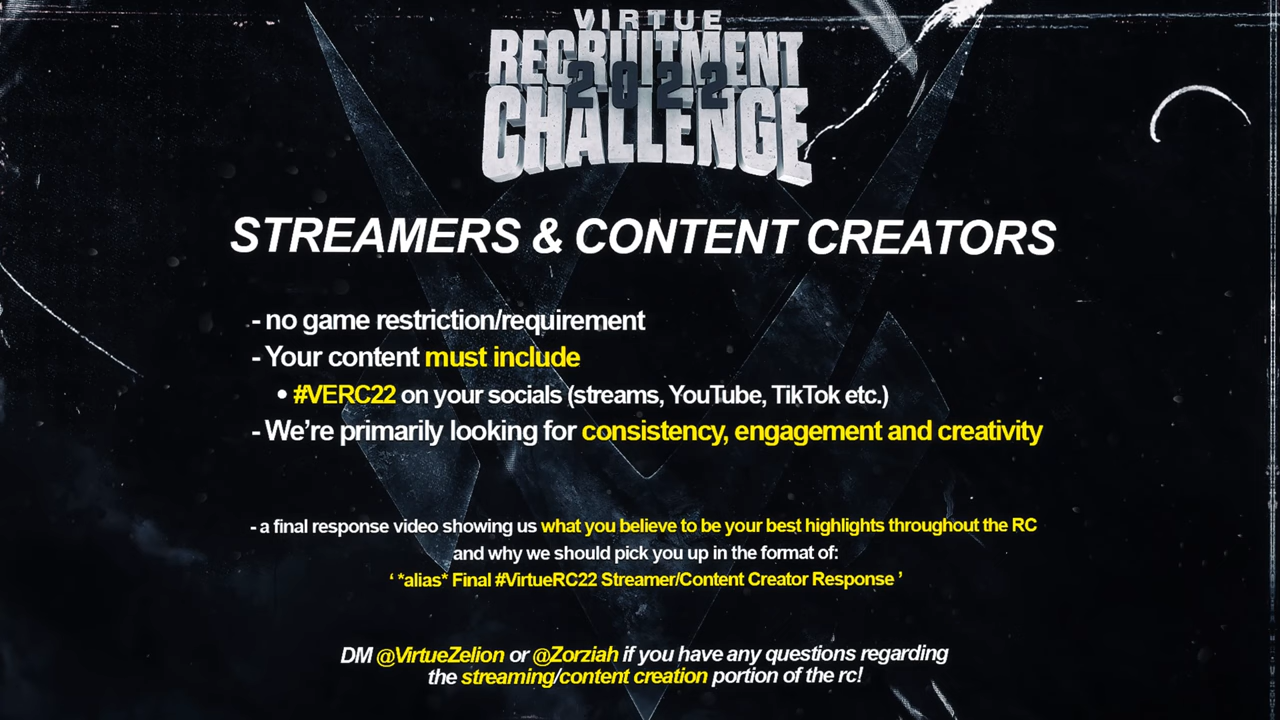 VIRTUE
RECRUITMENT
2022
CHALLENGE
STREAMERS & CONTENT CREATORS
- no game restriction/requirement
- Your content must include
• #VERC22 on your socials (streams, YouTube, TikTok etc.)
- We’re primarily looking for consistency, engagement and creativity
- a final response video showing us what you believe to be your best highlights throughout the RC
and why we should pick you up in the format of:
‘ *alias* Final #VirtueRC22 Streamer/Content Creator Response ’
DM @VirtueZelion or @Zorziah if you have any questions regarding
the streaming/content creation portion of the rc!